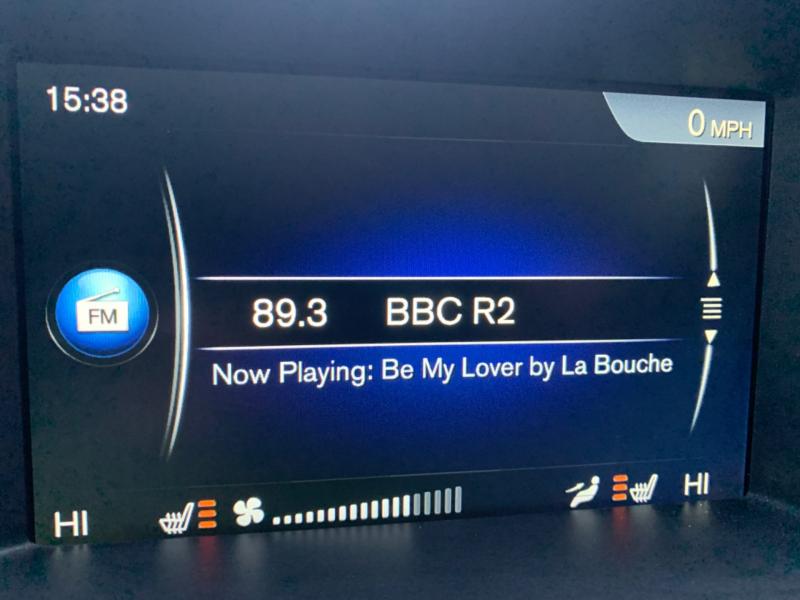 15:38
0 MPH
FM
89.3 BBC R2
Now Playing: Be My Lover by La Bouche
HI HI